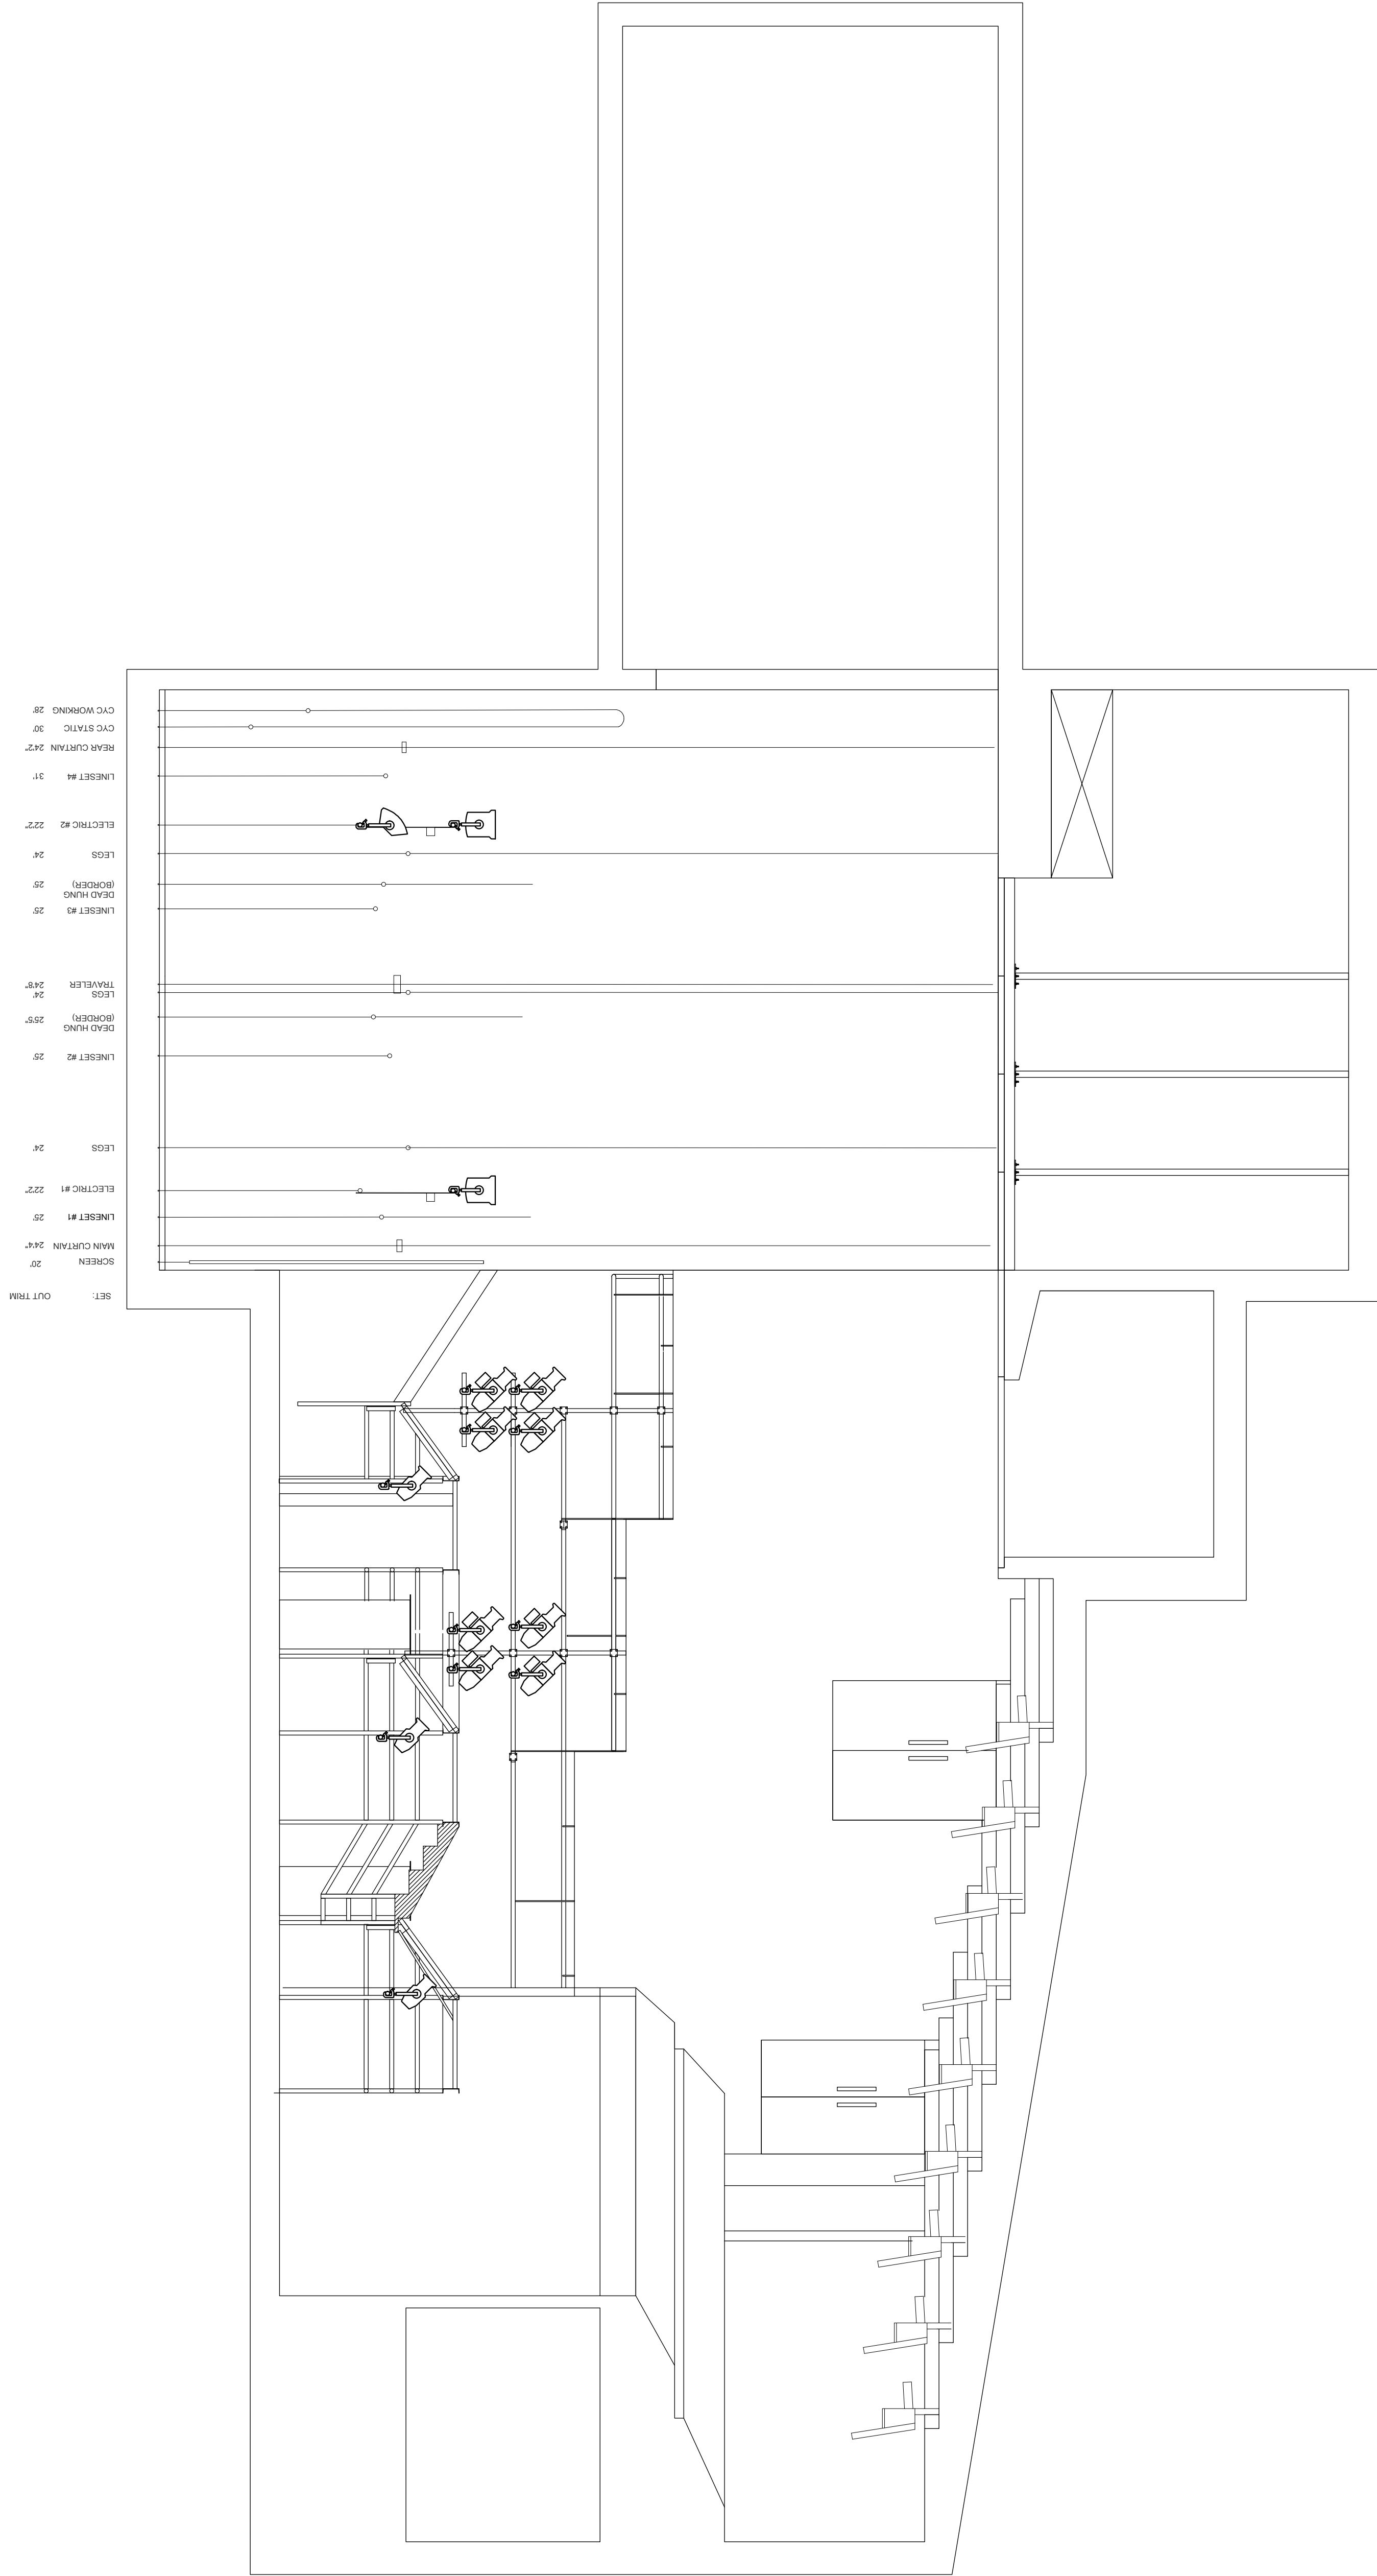 SET: OUT TRIM
SCREEN 20'
MAIN CURTAIN 24'4"
LINESET #1 25'
ELECTRIC #1 22'2"
LEGS 24'
LINESET #2 25'
DEAD HUNG
(BORDER) 25'5"
LEGS 24'
TRAVELER 24'8"
LINESET #3 25'
DEAD HUNG
(BORDER) 25'
LEGS 24'
ELECTRIC #2 22'2"
LINESET #4 31'
REAR CURTAIN 24'2"
CYC STATIC 30'
CYC WORKING 28'